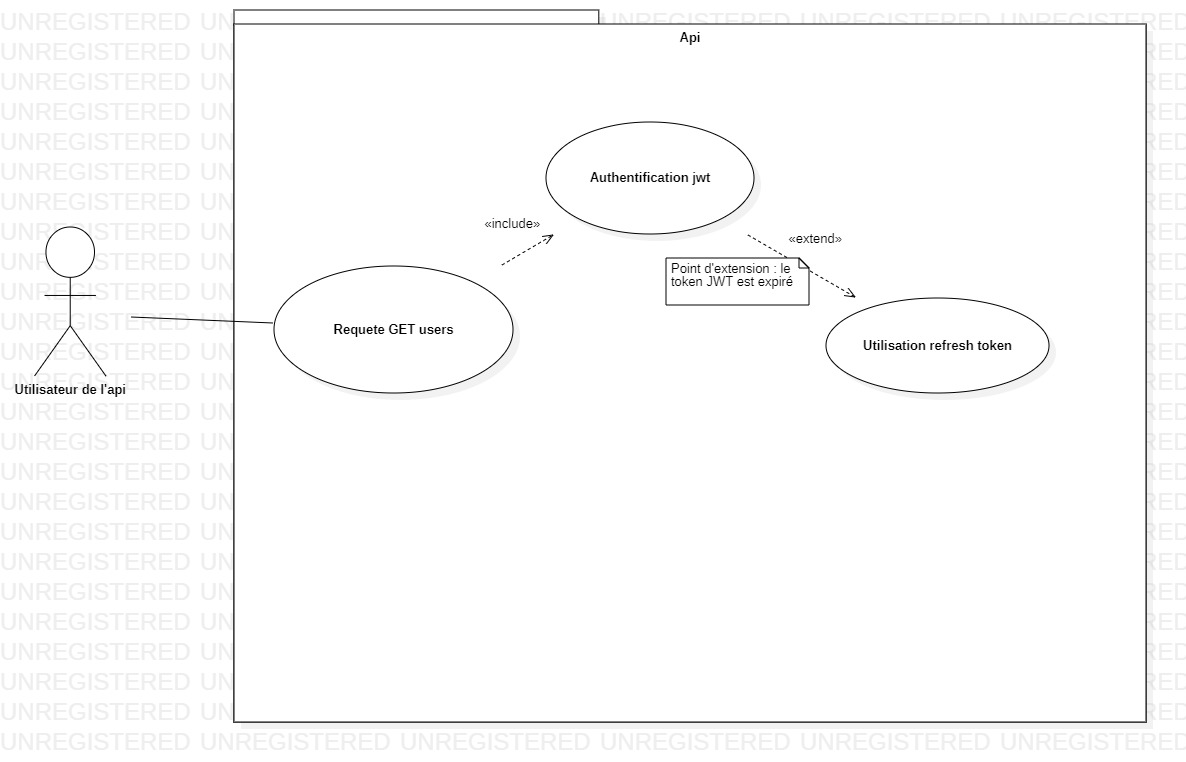 Api
Authentification jwt
«include»
«extend»
Point d'extension : le
token JWT est expiré
Requete GET users
Utilisation refresh token
Utilisateur de l'api
UNREGISTERED UNREGISTERED UNREGISTERED UNREGISTERED UNREGISTERED UNREGISTERED